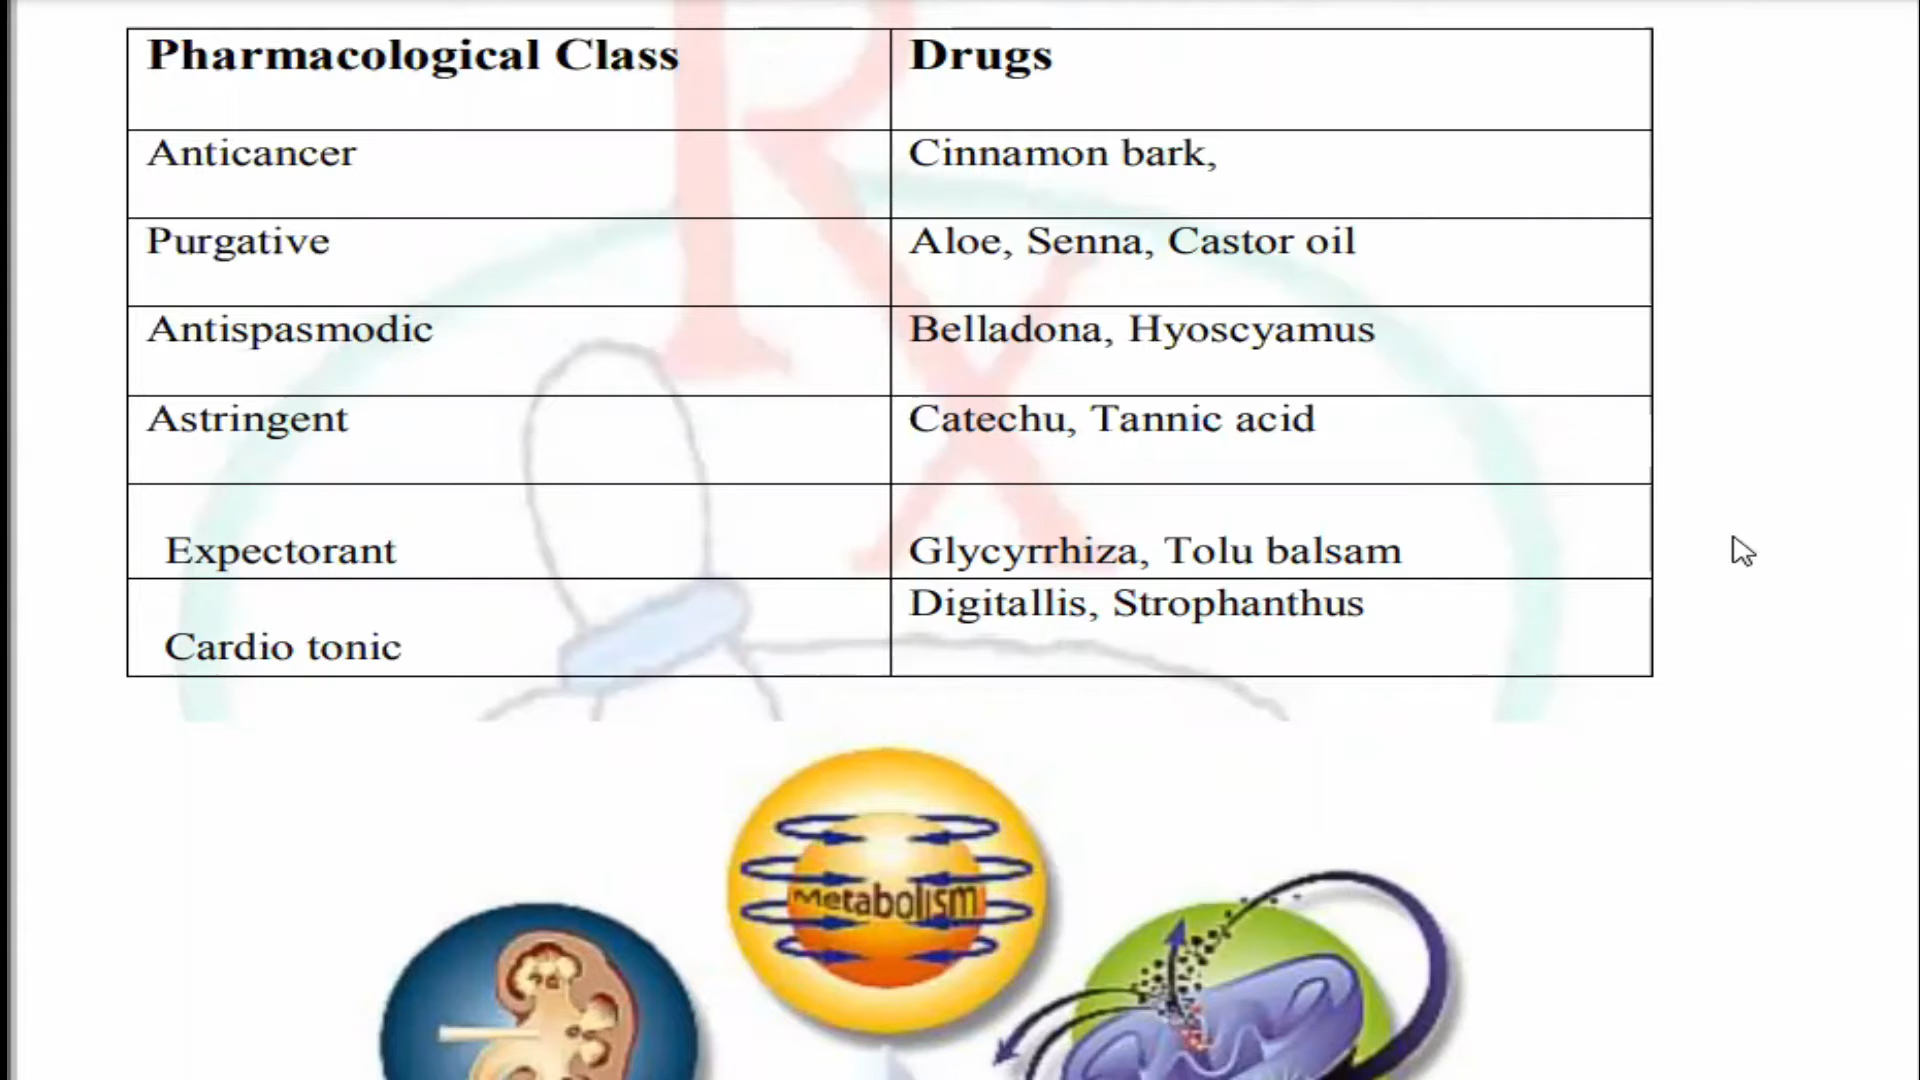 Pharmacological Class Drugs
Anticancer Cinnamon bark,
Purgative Aloe, Senna, Castor oil
Antispasmodic Belladona, Hyoscyamus
Astringent Catechu, Tannic acid
Expectorant Glycyrrhiza, Tolu balsam
Cardio tonic Digitallis, Strophanthus
Metabolism